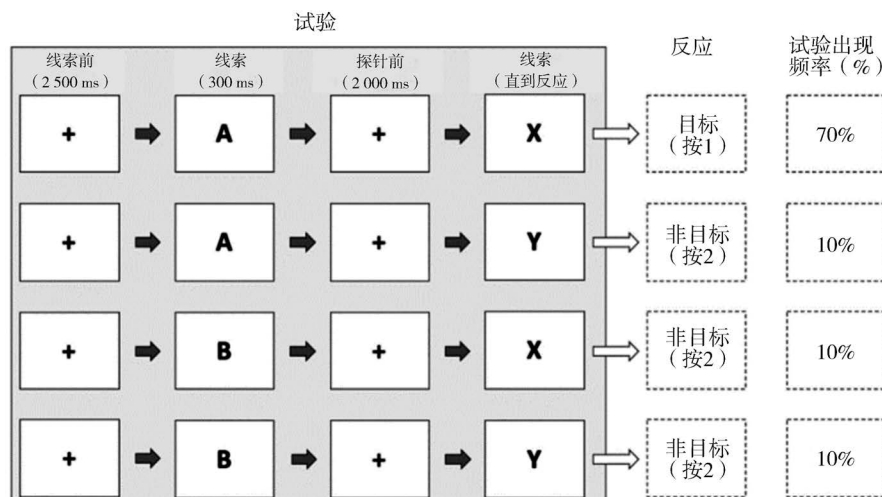 试验
线索前 线索 探针前 线索 反应 试验出现
(2 500 ms) (300 ms) (2 000 ms) (直到反应) 频率(%)
+ A + X 目标 70%
(按1)
+ A + Y 非目标 10%
(按2)
+ B + X 非目标 10%
(按2)
+ B + Y 非目标 10%
(按2)